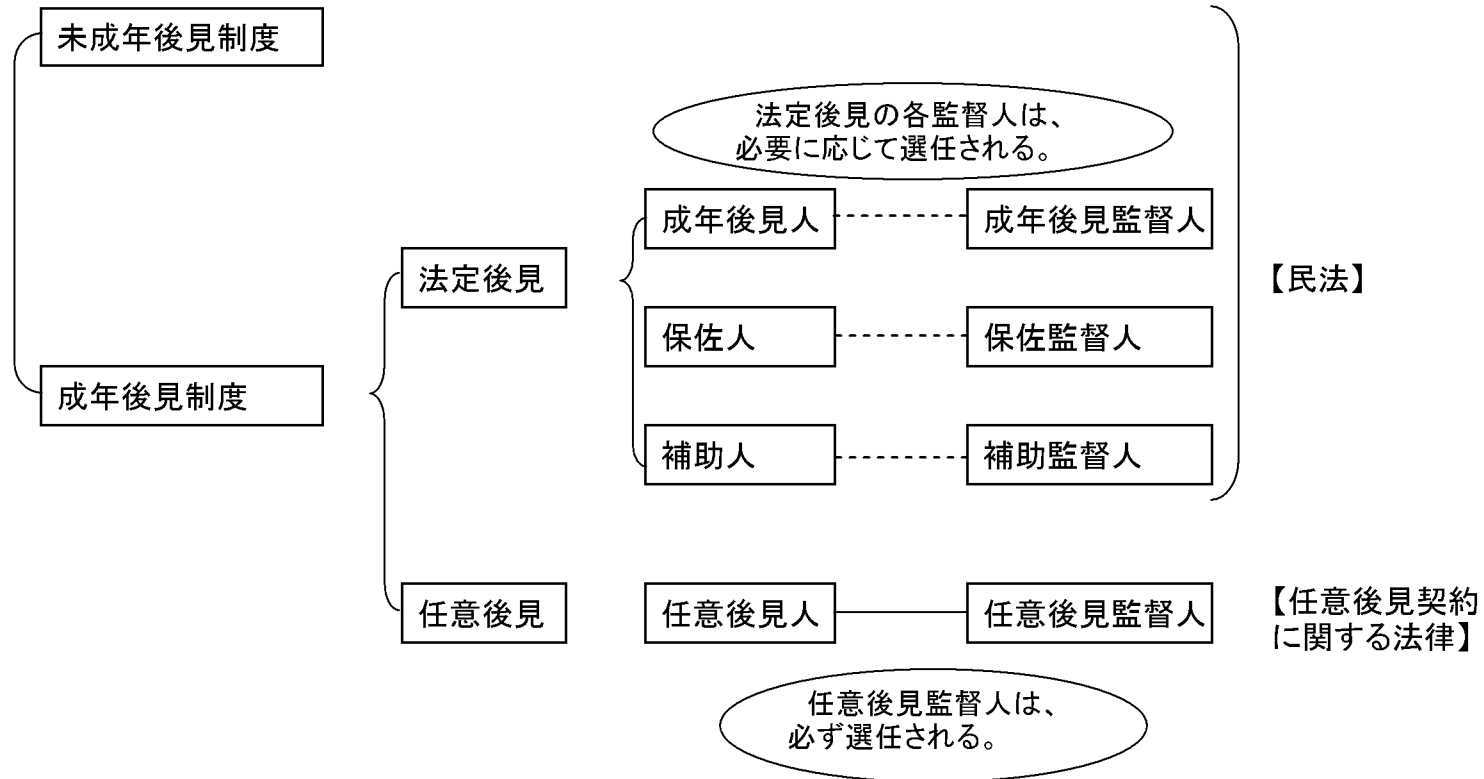 未成年後見制度
法定後見の各監督人は、
必要に応じて選任される。
成年後見人
成年後見監督人
法定後見
【民法】
保佐人
保佐監督人
成年後見制度
補助人
補助監督人
任意後見
任意後見人
任意後見監督人
【任意後見契約
に関する法律】
任意後見監督人は、
必ず選任される。